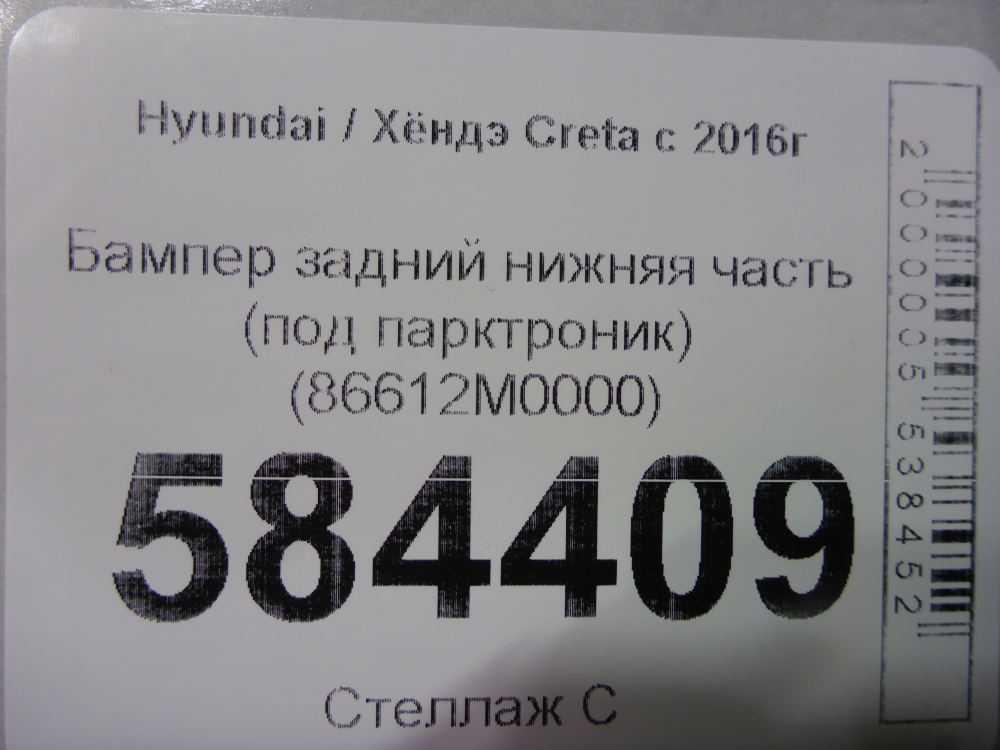 Hyundai / Хёндэ Creta с 2016г
Бампер задний нижняя часть
(под парктроник)
(86612M0000)
584409
Стеллаж С
2000005538452